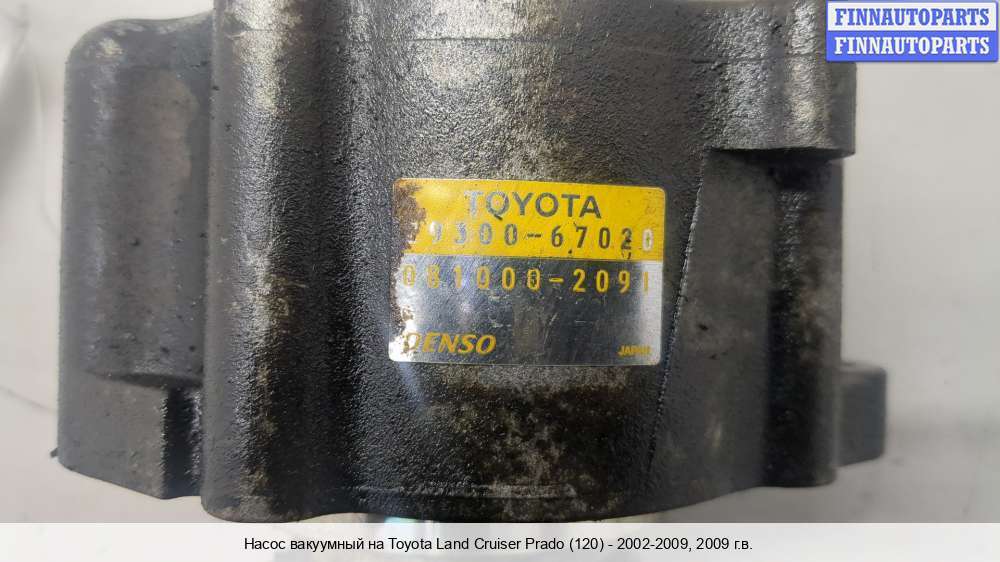 FINNAUTOPARTS
FINNAUTOPARTS
TOYOTA
29300-67020
081000-2091
DENSO
JAPAN
Насос вакуумный на Toyota Land Cruiser Prado (120) - 2002-2009, 2009 г.в.